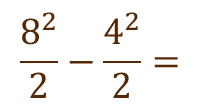 8²/2 − 4²/2 =